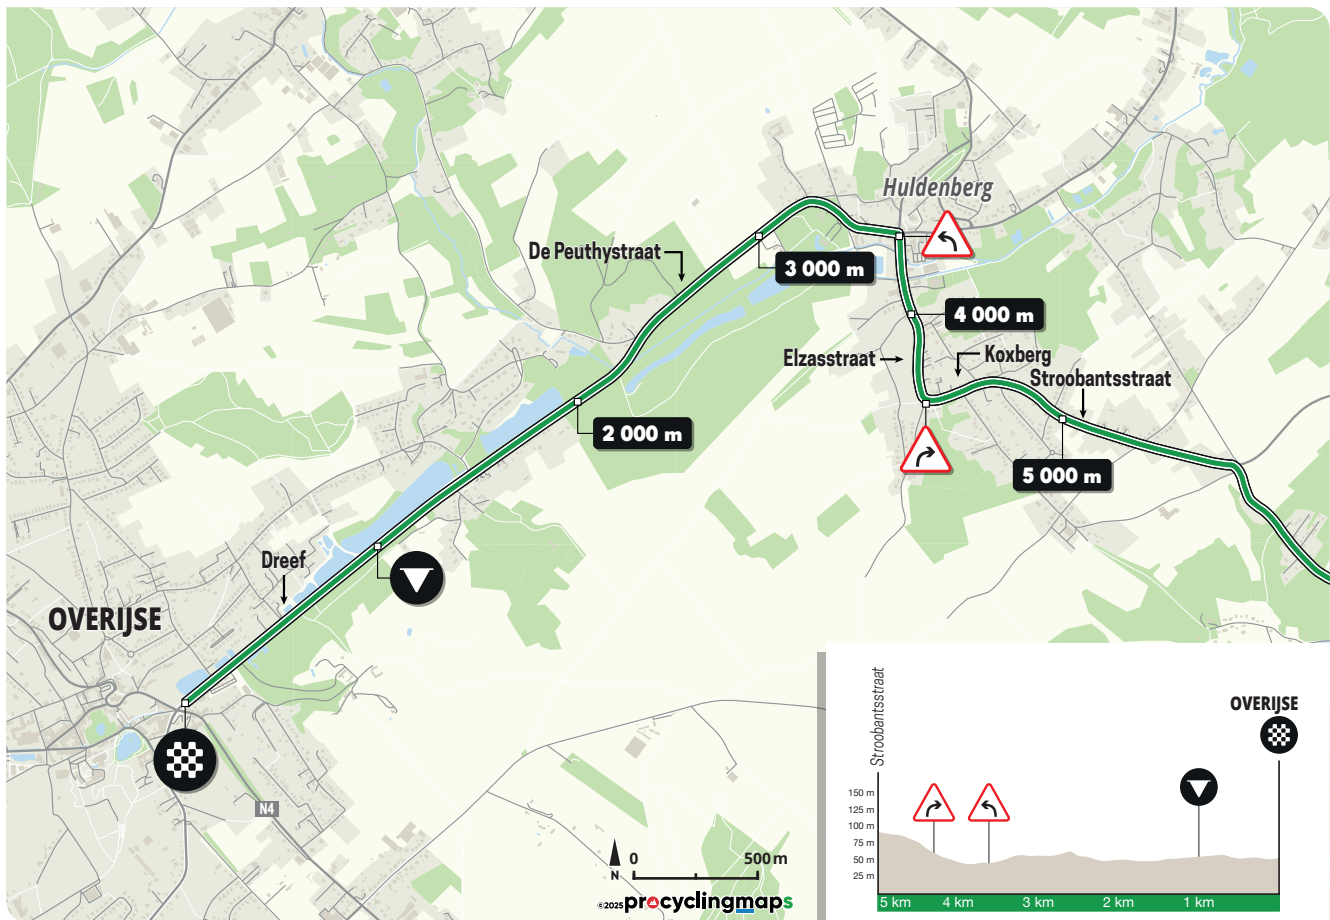 Huldenberg
De Peuthystraat
3 000 m
4 000 m
Elzasstraat
Koxberg
Stroobantsstraat
2 000 m
5 000 m
Dreef
OVERIJSE
N4
N
0
500 m
©2025 procyclingmaps
Stroobantsstraat
OVERIJSE
150 m
125 m
100 m
75 m
50 m
25 m
5 km
4 km
3 km
2 km
1 km